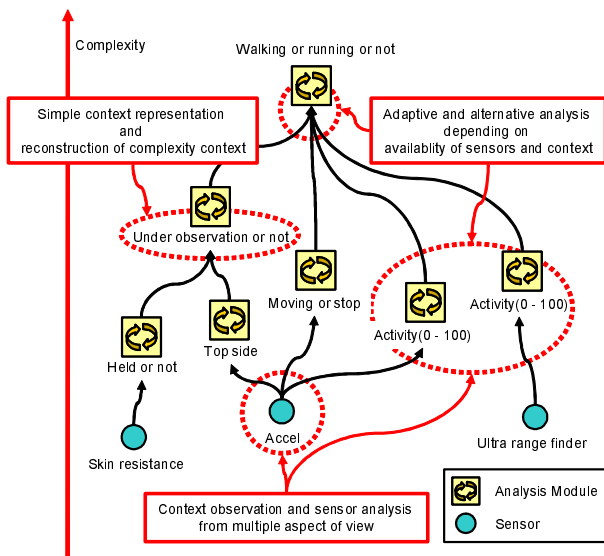 Complexity
Walking or running or not
Simple context representation
and
reconstruction of complexity context
Adaptive and alternative analysis
depending on
availablity of sensors and context
Under observation or not
Moving or stop
Activity(0 - 100)
Activity(0 - 100)
Top side
Held or not
Accel
Ultra range finder
Skin resistance
Context observation and sensor analysis
from multiple aspect of view
Analysis Module
Sensor